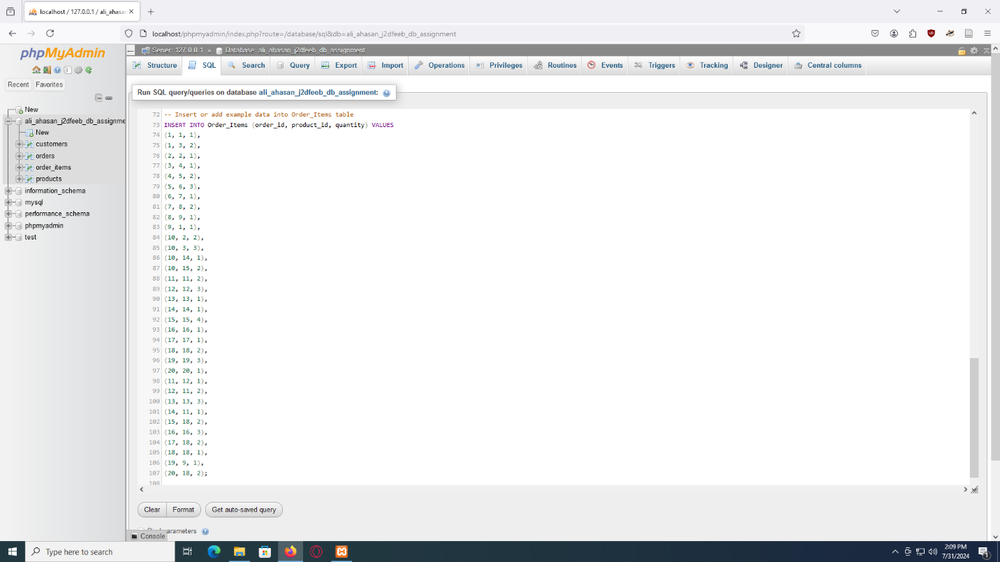 localhost / 127.0.0.1 / ali_ahasan
localhost/phpmyadmin/index.php?route=/database/sql&db=ali_ahasan_j2dfeeb_db_assignment
phpMyAdmin
Recent Favorites
New
ali_ahasan_j2dfeeb_db_assignme
New
customers
orders
order_items
products
information_schema
mysql
performance_schema
phpmyadmin
test
Server: 127.0.0.1 » Database: ali_ahasan_j2dfeeb_db_assignment
Structure SQL Search Query Export Import Operations Privileges Routines Events Triggers Tracking Designer Central columns
Run SQL query/queries on database ali_ahasan_j2dfeeb_db_assignment:
72 -- Insert or add example data into Order_Items table
73 INSERT INTO Order_Items (order_id, product_id, quantity) VALUES
74 (1, 1, 1),
75 (1, 3, 2),
76 (2, 2, 1),
77 (3, 4, 1),
78 (4, 5, 2),
79 (5, 6, 3),
80 (6, 7, 1),
81 (7, 8, 2),
82 (8, 9, 1),
83 (9, 1, 1),
84 (10, 2, 2),
85 (10, 3, 3),
86 (10, 14, 1),
87 (10, 15, 2),
88 (11, 11, 2),
89 (12, 12, 3),
90 (13, 13, 1),
91 (14, 14, 1),
92 (15, 15, 4),
93 (16, 16, 1),
94 (17, 17, 1),
95 (18, 18, 2),
96 (19, 19, 3),
97 (20, 20, 1),
98 (11, 12, 1),
99 (12, 11, 2),
100 (13, 13, 3),
101 (14, 11, 1),
102 (15, 18, 2),
103 (16, 16, 3),
104 (17, 18, 2),
105 (18, 18, 1),
106 (19, 9, 1),
107 (20, 18, 2);
108
Clear Format Get auto-saved query
parameters
Console
Type here to search
2:09 PM
7/31/2024
1